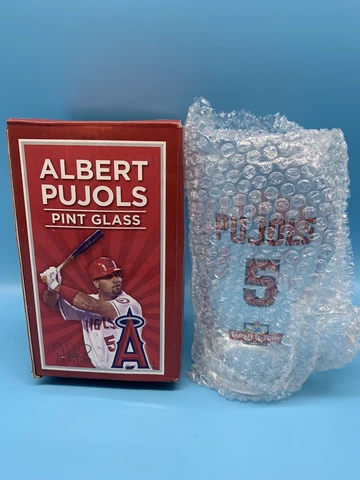 ALBERT
PUJOLS
PINT GLASS
A
PUJOLS
5